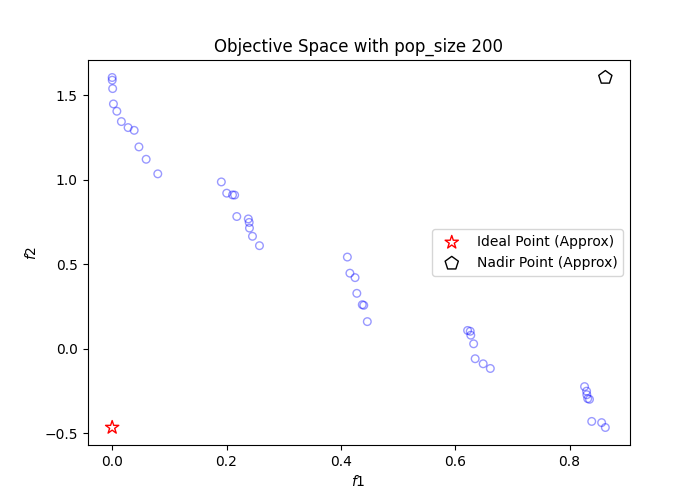 Objective Space with pop_size 200
1.5
1.0
0.5
0.0
−0.5
f2
Ideal Point (Approx)
Nadir Point (Approx)
0.0 0.2 0.4 0.6 0.8
f1